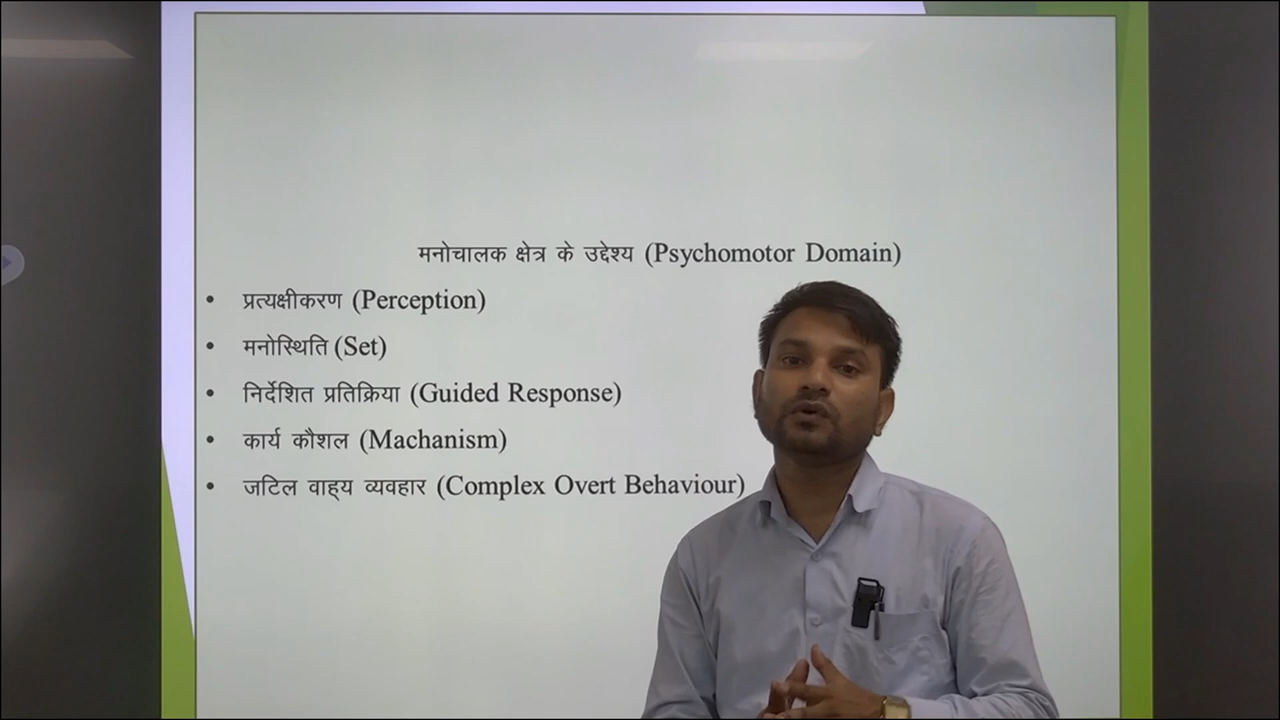 मनोचालक क्षेत्र के उद्देश्य (Psychomotor Domain)
• प्रत्यक्षीकरण (Perception)
• मनोस्थिति (Set)
• निर्देशित प्रतिक्रिया (Guided Response)
• कार्य कौशल (Machanism)
• जटिल वाह्य व्यवहार (Complex Overt Behaviour)